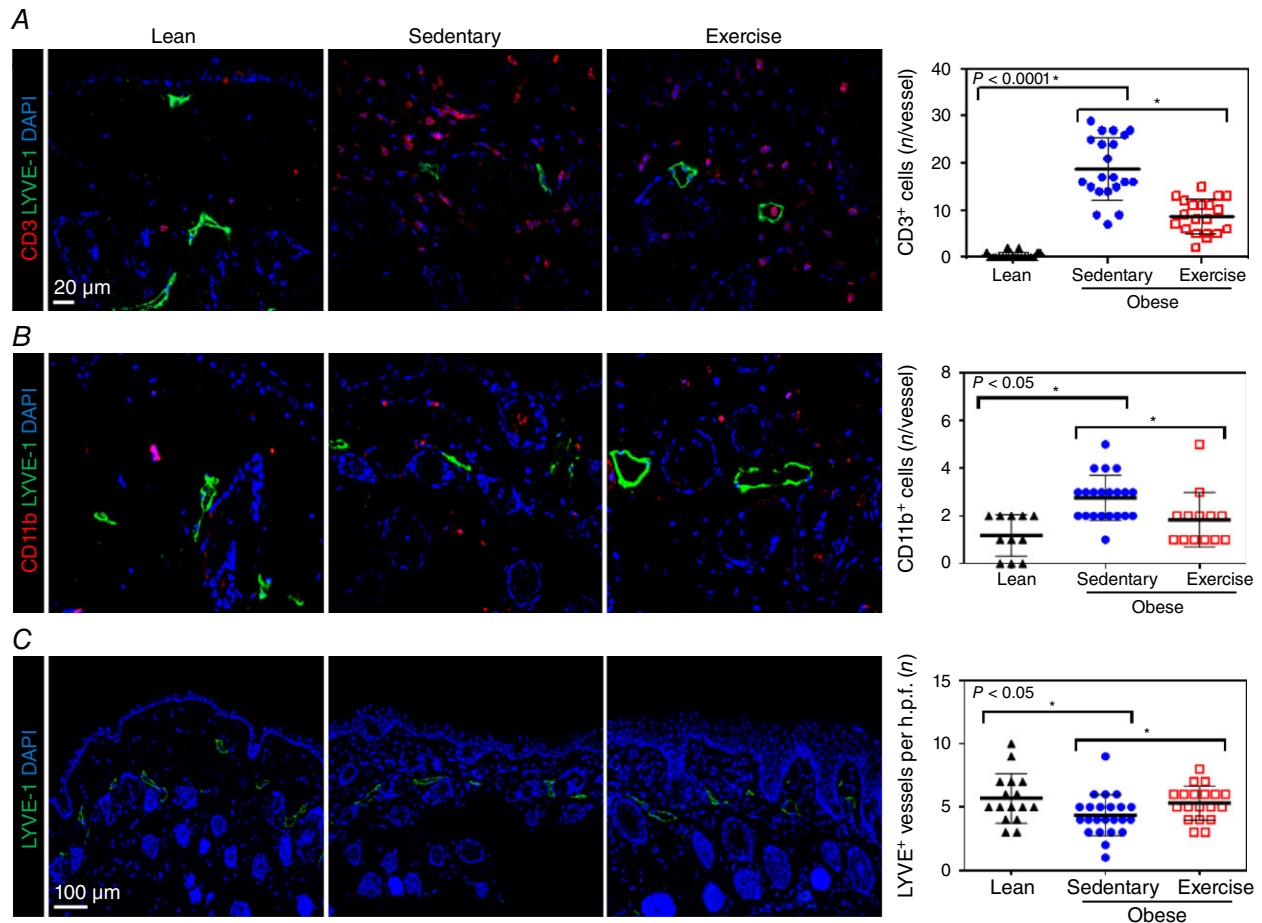 A
Lean Sedentary Exercise
CD3 LYVE-1 DAPI
20 µm
CD3+ cells (n/vessel)
40
30
20
10
0
P < 0.0001*
*
Lean Sedentary Exercise
Obese
B
CD11b LYVE-1 DAPI
CD11b+ cells (n/vessel)
8
6
4
2
0
P < 0.05
*
*
Lean Sedentary Exercise
Obese
C
LYVE-1 DAPI
100 µm
LYVE+ vessels per h.p.f. (n)
15
10
5
0
P < 0.05
*
*
Lean Sedentary Exercise
Obese